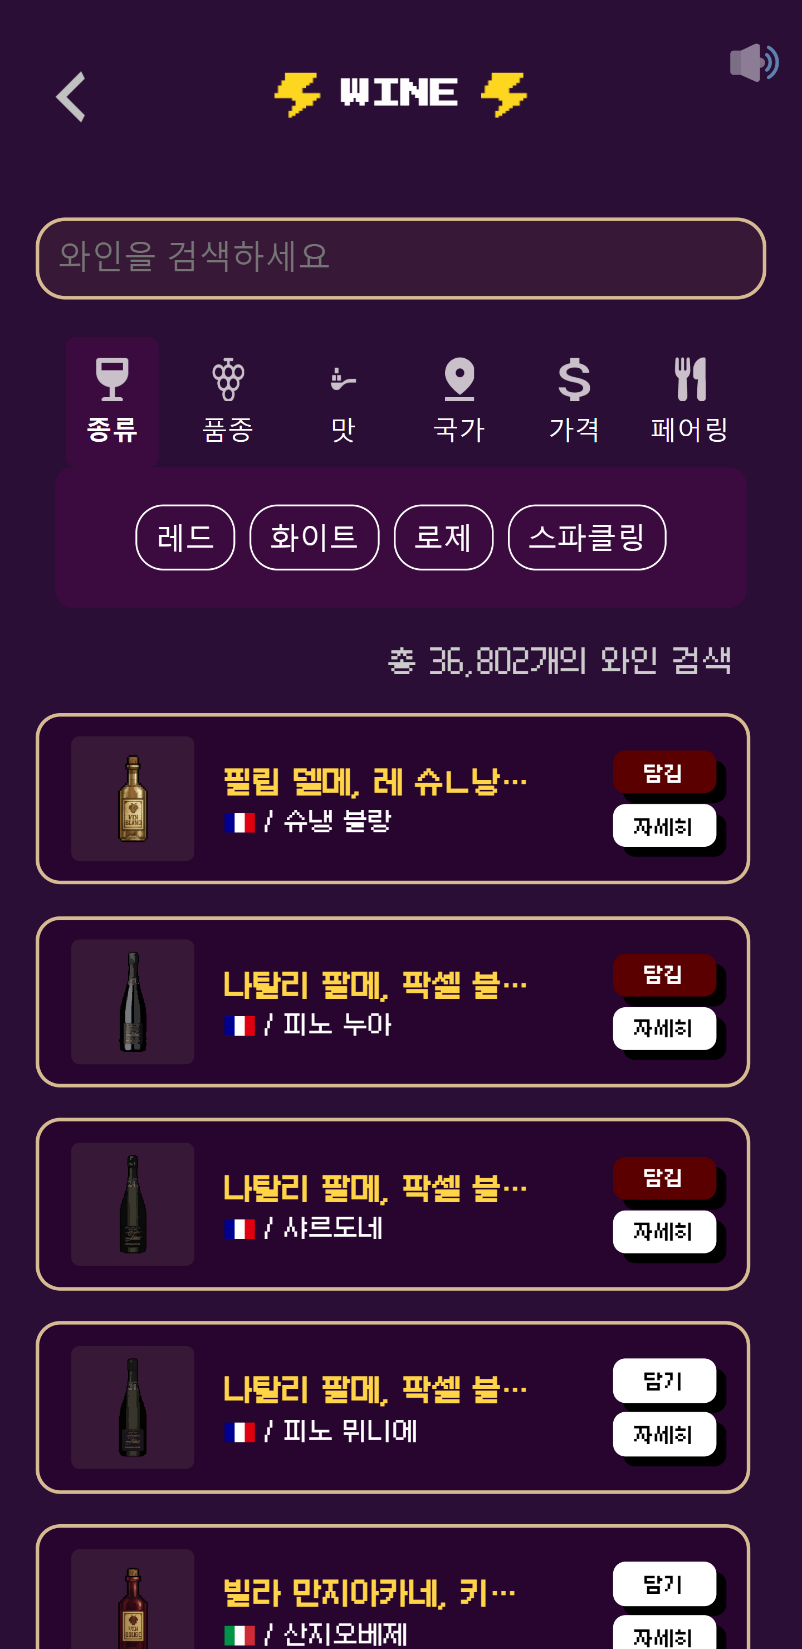 WINE
와인을 검색하세요
종류 품종 맛 국가 가격 페어링
레드 화이트 로제 스파클링
총 36,802개의 와인 검색
필립 델메, 레 슈ㄴ낭…
담김
/ 슈냉 블랑
자세히
나탈리 팔메, 팍셀 블…
담김
/ 피노 누아
자세히
나탈리 팔메, 팍셀 블…
담김
/ 샤르도네
자세히
나탈리 팔메, 팍셀 블…
담기
/ 피노 뮈니에
자세히
빌라 만지아카네, 키…
담기
/ 산지오베제
자세히